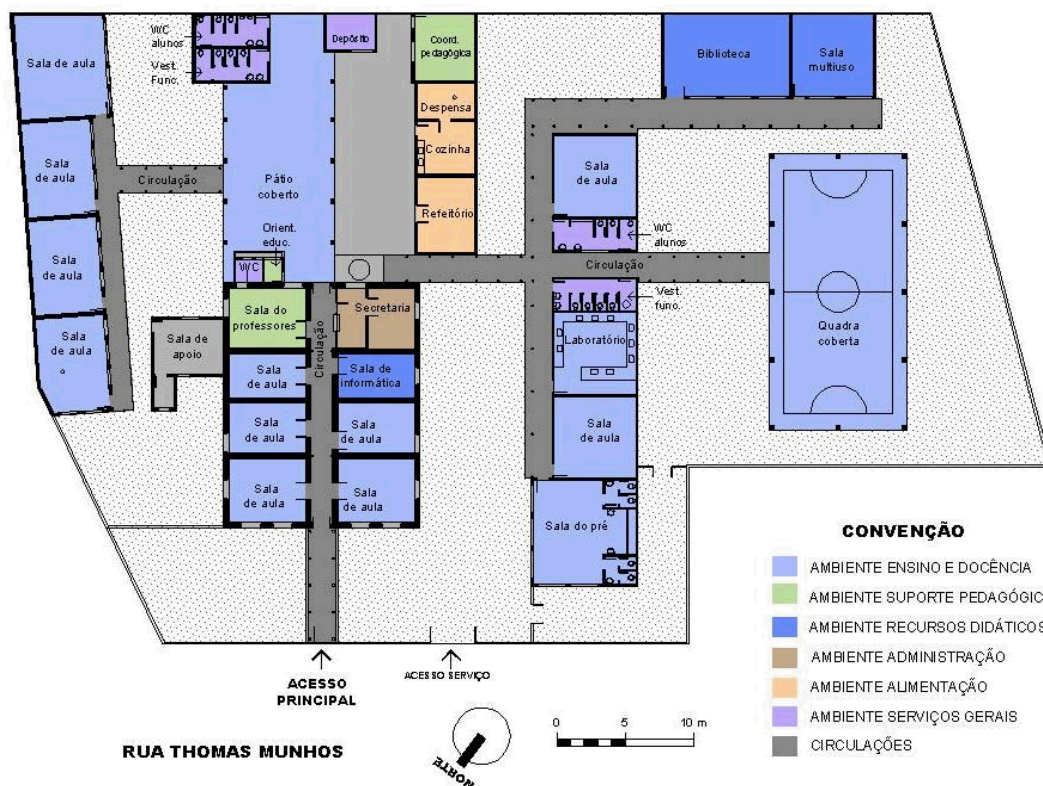 WC
alunos
Vest.
Func.
Depósito
Coord.
pedagógica
Biblioteca
Sala
multiuso
Sala de aula
Despensa
Cozinha
Sala
de aula
Circulação
Pátio
coberto
Sala
de aula
Refeitório
Orient.
educ.
WC
alunos
Sala
de aula
WC
Circulação
Vest.
func.
Sala do
professores
Secretaria
Circulação
Laboratório
Quadra
coberta
Sala
de aula
Sala de
apoio
Sala
de aula
Sala de
informática
Sala
de aula
Sala
de aula
Sala
de aula
Sala
de aula
Sala
de aula
Sala do pré
CONVENÇÃO
AMBIENTE ENSINO E DOCÊNCIA
AMBIENTE SUPORTE PEDAGÓGIC
AMBIENTE RECURSOS DIDÁTICOS
AMBIENTE ADMINISTRAÇÃO
AMBIENTE ALIMENTAÇÃO
AMBIENTE SERVIÇOS GERAIS
CIRCULAÇÕES
ACESSO
PRINCIPAL
ACESSO SERVIÇO
RUA THOMAS MUNHOS
NORTE
0 5 10 m